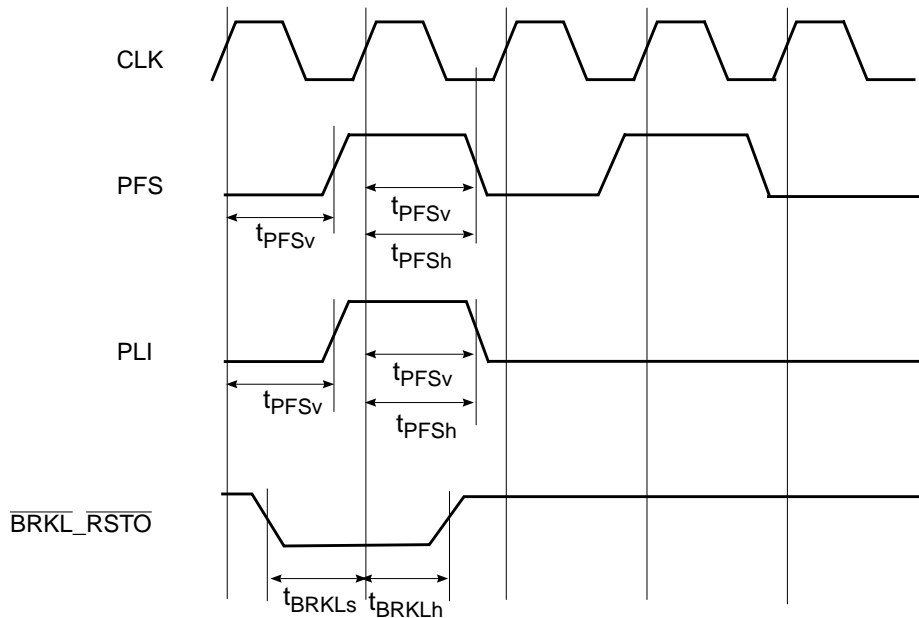 CLK
PFS
tPFSv
tPFSv
tPFSh
PLI
tPFSv
tPFSv
tPFSh
BRKL_RSTO
tBRKLs
tBRKLh